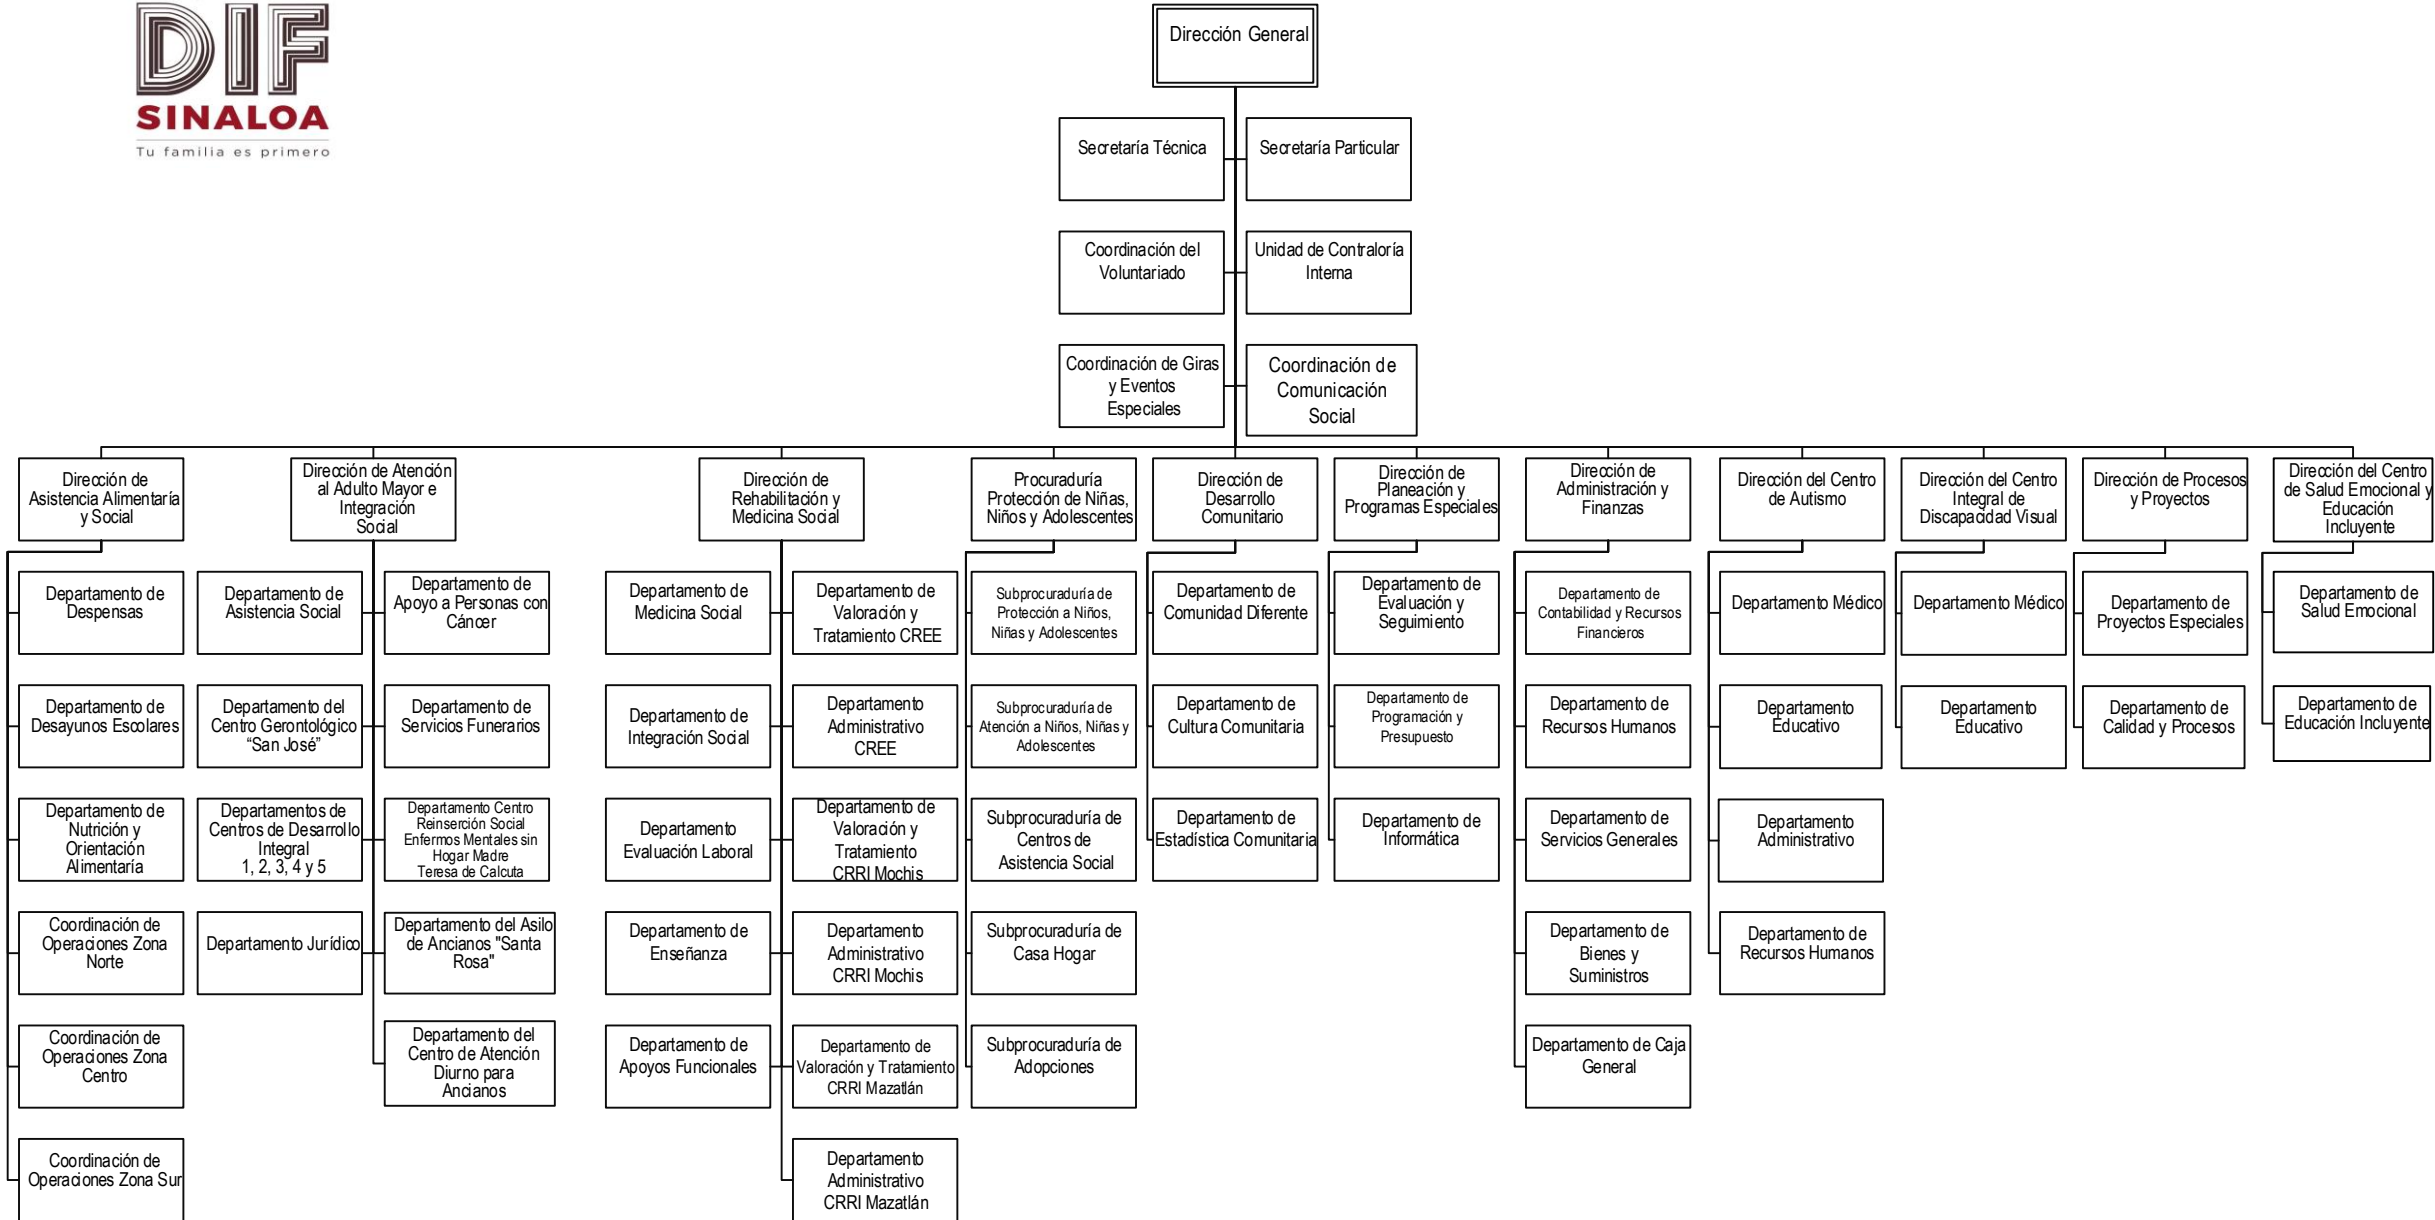 DIF
SINALOA
Tu familia es primero
Dirección General
Secretaría Técnica
Secretaría Particular
Coordinación del
Voluntariado
Unidad de Contraloría
Interna
Coordinación de Giras
y Eventos
Especiales
Coordinación de
Comunicación
Social
Dirección de
Asistencia Alimentaría
y Social
Dirección de Atención
al Adulto Mayor e
Integración
Social
Dirección de
Rehabilitación y
Medicina Social
Procuraduría
Protección de Niñas,
Niños y Adolescentes
Dirección de
Desarrollo
Comunitario
Dirección de
Planeación y
Programas Especiales
Dirección de
Administración y
Finanzas
Dirección del Centro
de Autismo
Dirección del Centro
Integral de
Discapacidad Visual
Dirección de Procesos
y Proyectos
Dirección del Centro
de Salud Emocional y
Educación
Incluyente
Departamento de
Despensas
Departamento de
Asistencia Social
Departamento de
Apoyo a Personas con
Cáncer
Departamento de
Medicina Social
Departamento de
Valoración y
Tratamiento CREE
Subprocuraduría de
Protección a Niños,
Niñas y Adolescentes
Departamento de
Comunidad Diferente
Departamento de
Evaluación y
Seguimiento
Departamento de
Contabilidad y Recursos
Financieros
Departamento Médico
Departamento Médico
Departamento de
Proyectos Especiales
Departamento de
Salud Emocional
Departamento de
Desayunos Escolares
Departamento del
Centro Gerontológico
“San José”
Departamento de
Servicios Funerarios
Departamento de
Integración Social
Departamento
Administrativo
CREE
Subprocuraduría de
Atención a Niños, Niñas y
Adolescentes
Departamento de
Cultura Comunitaria
Departamento de
Programación y
Presupuesto
Departamento de
Recursos Humanos
Departamento
Educativo
Departamento
Educativo
Departamento de
Calidad y Procesos
Departamento de
Educación Incluyente
Departamento de
Nutrición y
Orientación
Alimentaría
Departamentos de
Centros de Desarrollo
Integral
1, 2, 3, 4 y 5
Departamento Centro
Reinserción Social
Enfermos Mentales sin
Hogar Madre
Teresa de Calcuta
Departamento
Evaluación Laboral
Departamento de
Valoración y
Tratamiento
CRRI Mochis
Subprocuraduría de
Centros de
Asistencia Social
Departamento de
Estadística Comunitaria
Departamento de
Informática
Departamento de
Servicios Generales
Departamento
Administrativo
Coordinación de
Operaciones Zona
Norte
Departamento Jurídico
Departamento del Asilo
de Ancianos "Santa
Rosa"
Departamento de
Enseñanza
Departamento
Administrativo
CRRI Mochis
Subprocuraduría de
Casa Hogar
Departamento de
Bienes y
Suministros
Departamento de
Recursos Humanos
Coordinación de
Operaciones Zona
Centro
Departamento del
Centro de Atención
Diurno para
Ancianos
Departamento de
Apoyos Funcionales
Departamento de
Valoración y Tratamiento
CRRI Mazatlán
Subprocuraduría de
Adopciones
Departamento de Caja
General
Coordinación de
Operaciones Zona Sur
Departamento
Administrativo
CRRI Mazatlán